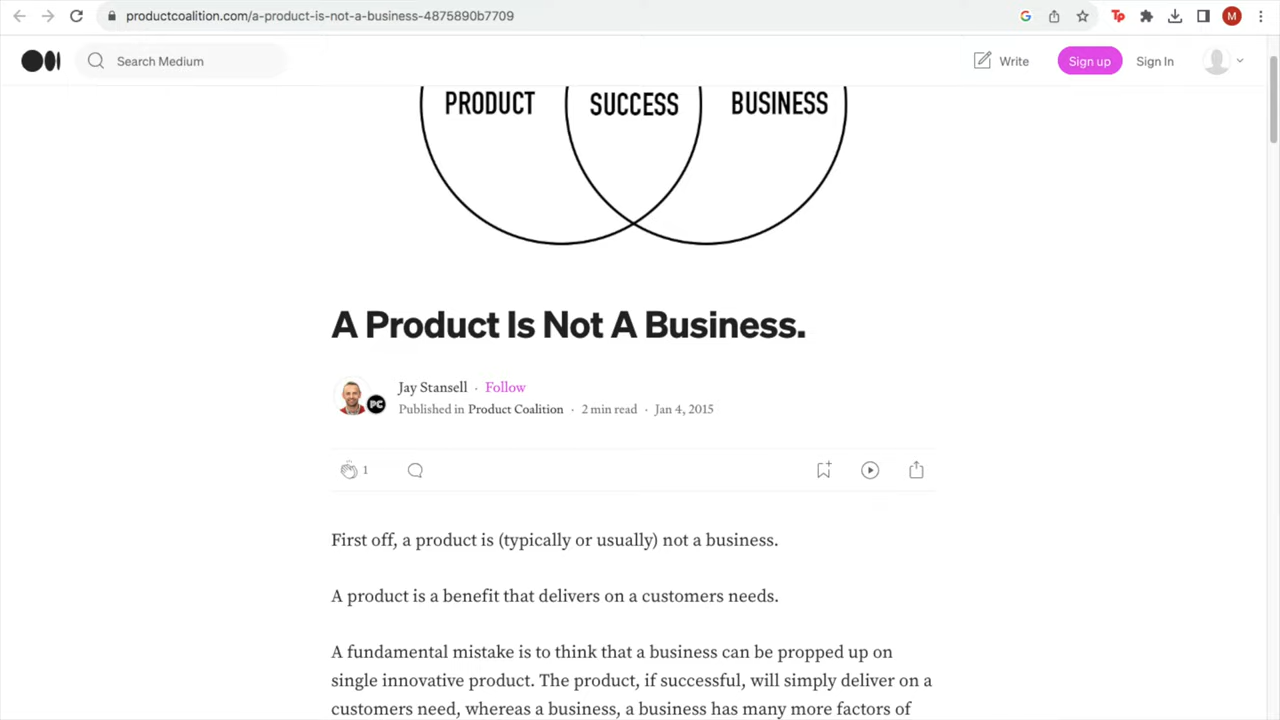 productcoalition.com/a-product-is-not-a-business-4875890b7709
Tp
M
Search Medium
Write
Sign up
Sign In
PRODUCT SUCCESS BUSINESS
A Product Is Not A Business.
Jay Stansell · Follow
PC
Published in Product Coalition · 2 min read · Jan 4, 2015
1
First off, a product is (typically or usually) not a business.
A product is a benefit that delivers on a customers needs.
A fundamental mistake is to think that a business can be propped up on
single innovative product. The product, if successful, will simply deliver on a
customers need, whereas a business, a business has many more factors of